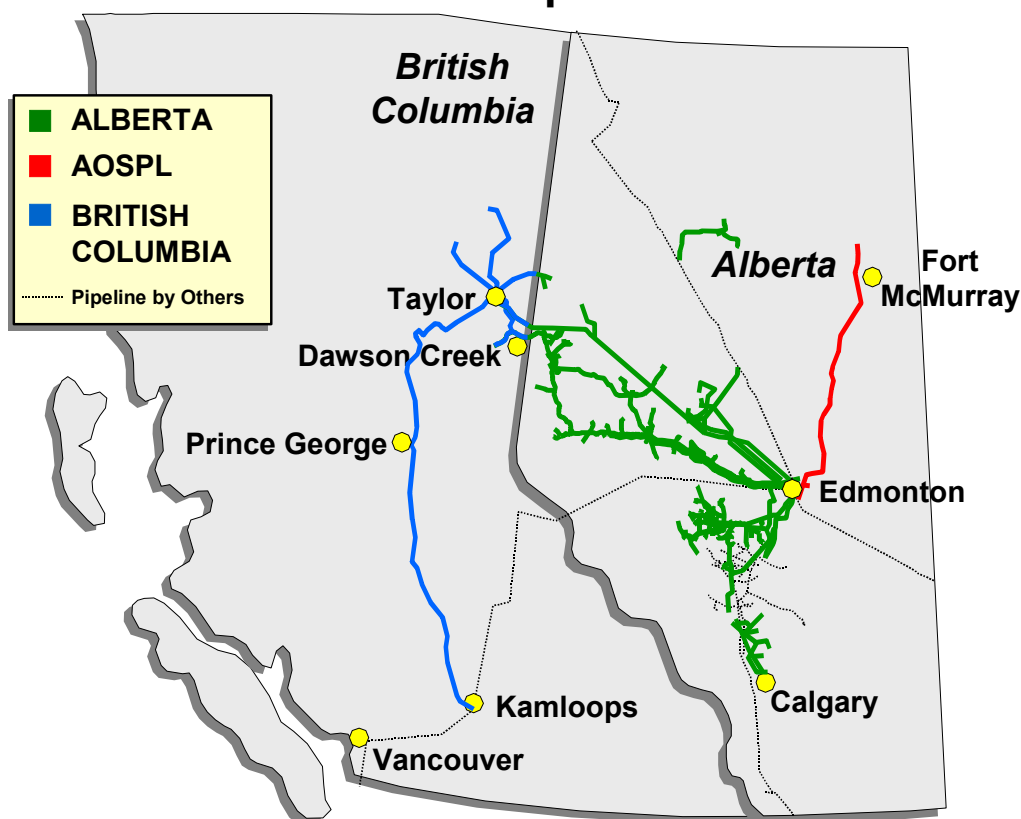 British
Columbia
ALBERTA
AOSPL
BRITISH
COLUMBIA
Pipeline by Others
Alberta
Fort
McMurray
Taylor
Dawson Creek
Prince George
Edmonton
Kamloops
Calgary
Vancouver